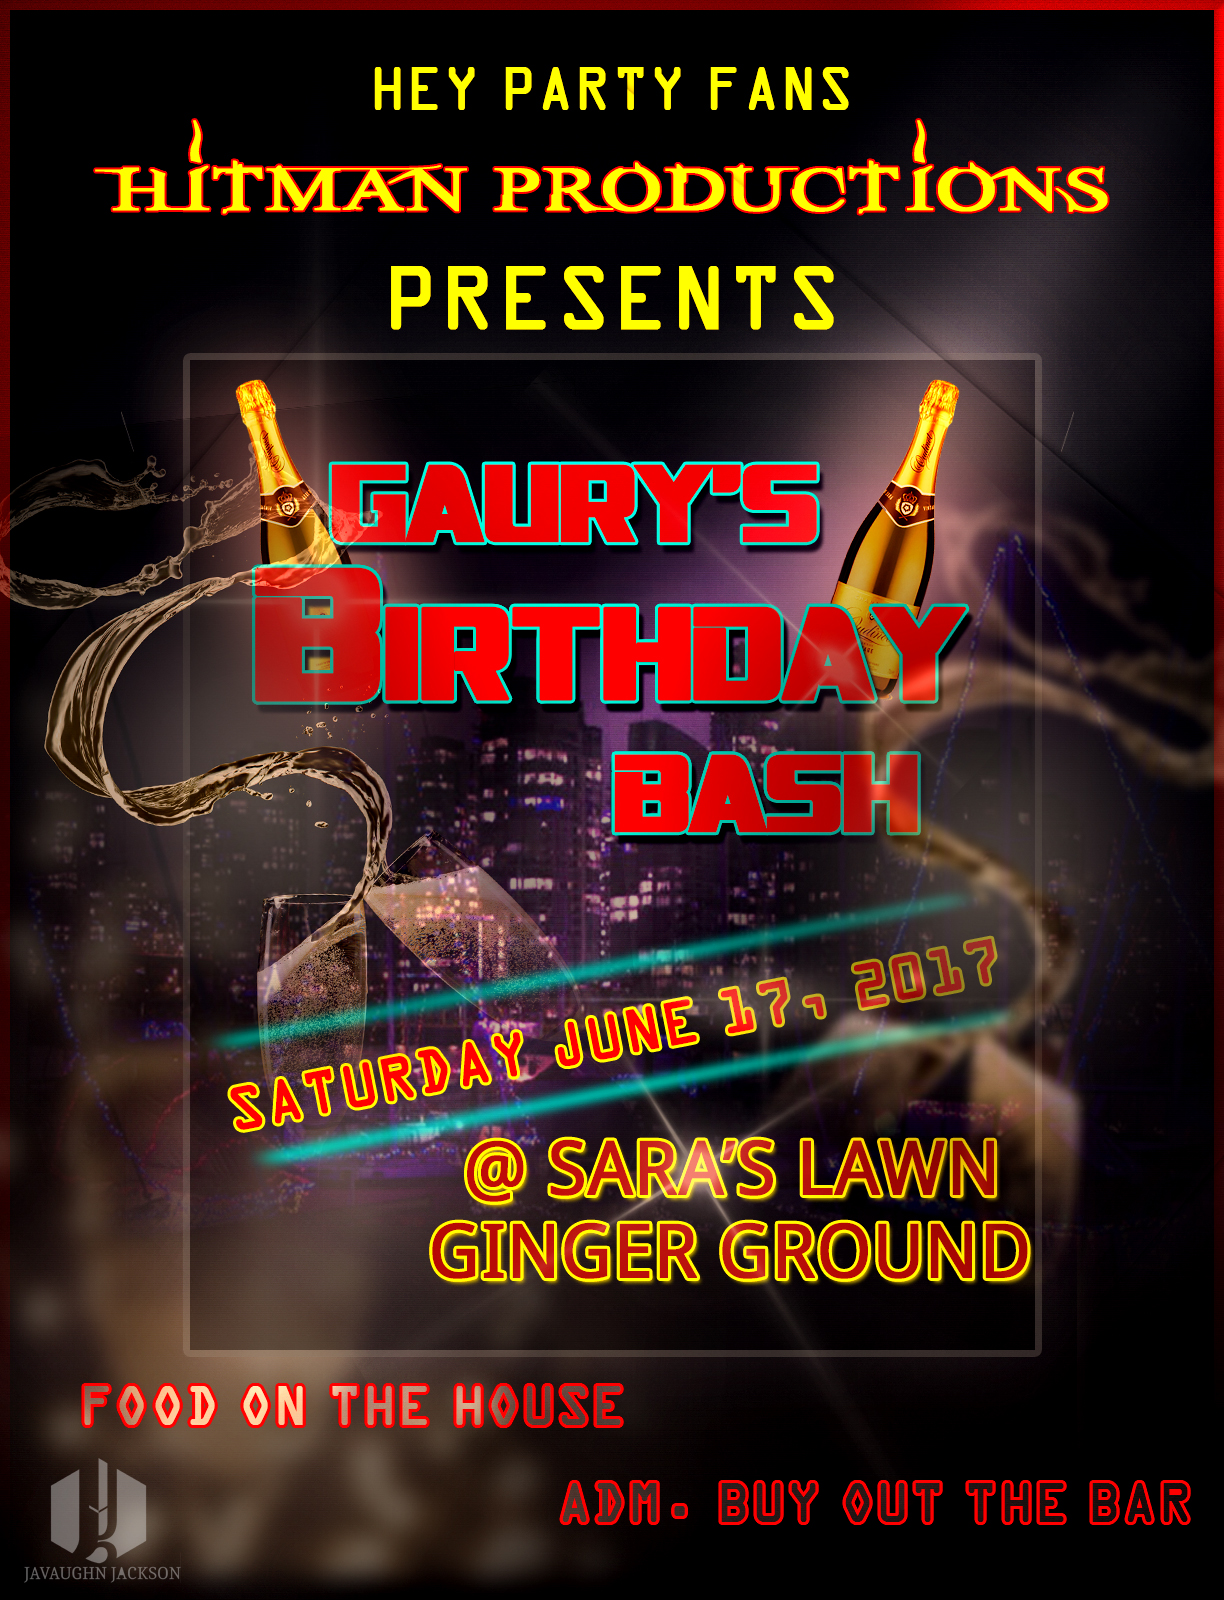 HEY PARTY FANS
HITMAN PRODUCTIONS
PRESENTS
GAURY'S
BIRTHDAY
BASH
SATURDAY JUNE 17, 2017
@ SARA'S LAWN
GINGER GROUND
FOOD ON THE HOUSE
ADM. BUY OUT THE BAR
JAVAUGHN JACKSON